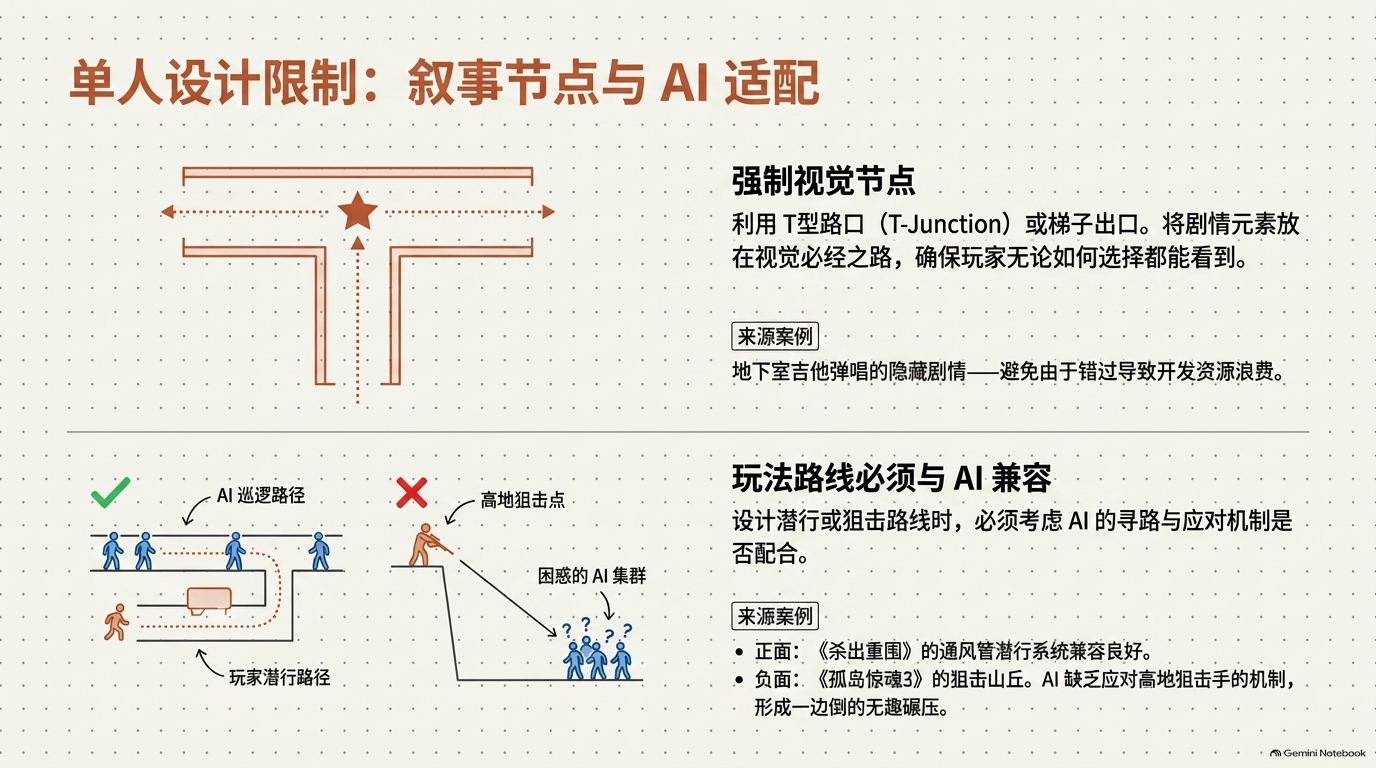 单人设计限制：叙事节点与 AI 适配
强制视觉节点
利用 T型路口（T-Junction）或梯子出口。将剧情元素放
在视觉必经之路，确保玩家无论如何选择都能看到。
来源案例
地下室吉他弹唱的隐藏剧情——避免由于错过导致开发资源浪费。
AI 巡逻路径
玩家潜行路径
高地狙击点
困惑的 AI 集群
? ? ? ?
玩法路线必须与 AI 兼容
设计潜行或狙击路线时，必须考虑 AI 的寻路与应对机制是
否配合。
来源案例
• 正面：《杀出重围》的通风管潜行系统兼容良好。
• 负面：《孤岛惊魂3》的狙击山丘。AI 缺乏应对高地狙击手的机制，
形成一边倒的无趣碾压。
Gemini Notebook